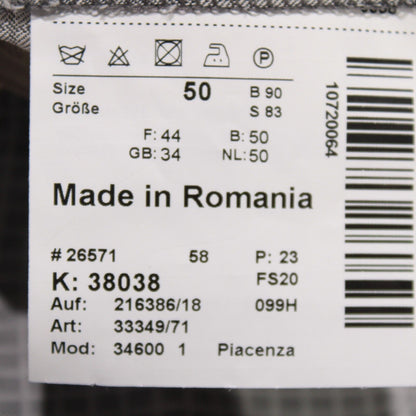 P
Size 50 B 90
Größe S 83
F: 44 B: 50
GB: 34 NL: 50
Made in Romania
# 26571 58 P: 23
K: 38038 FS20
Auf: 216386/18 099H
Art: 33349/71
Mod: 34600 1 Piacenza
10720064